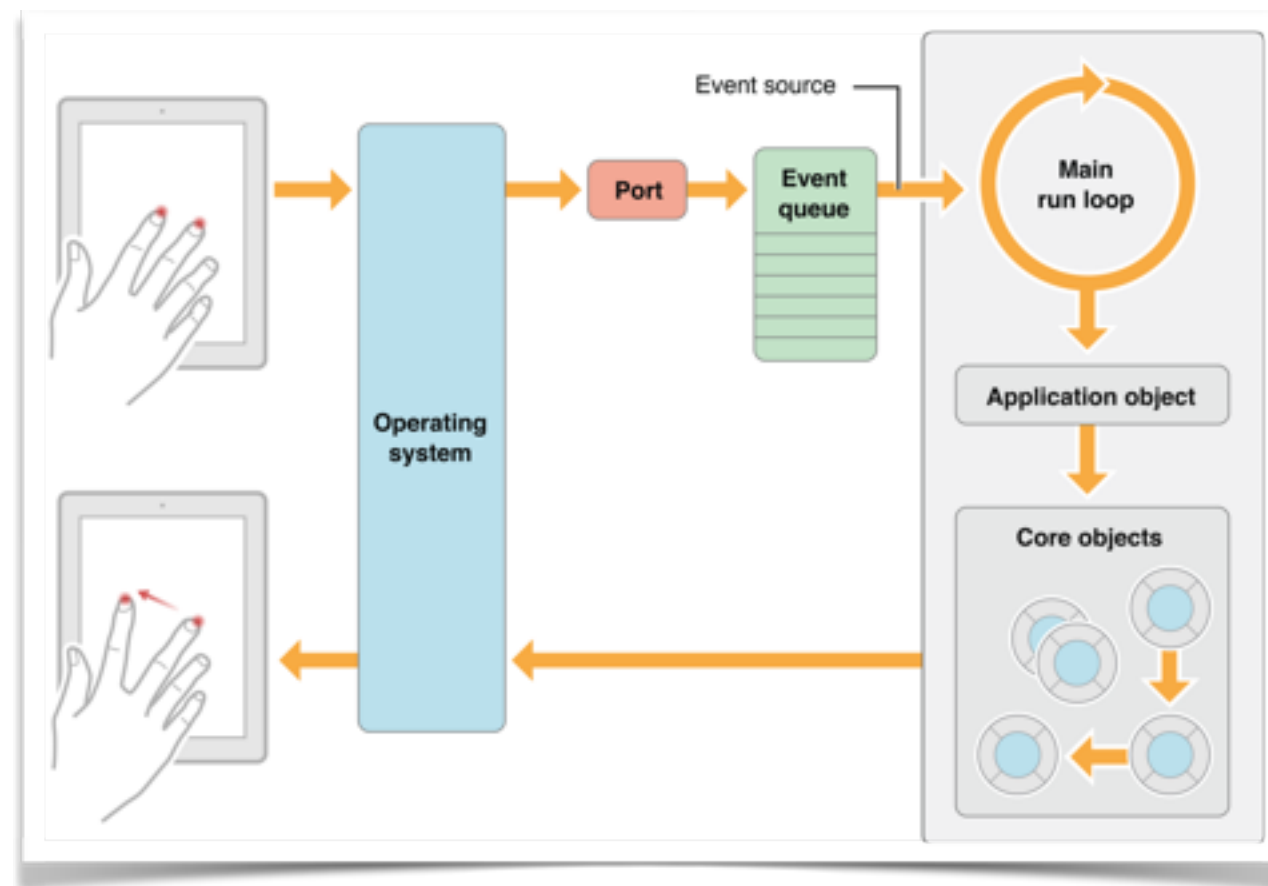 Event source
Port
Event
queue
Main
run loop
Operating
system
Application object
Core objects